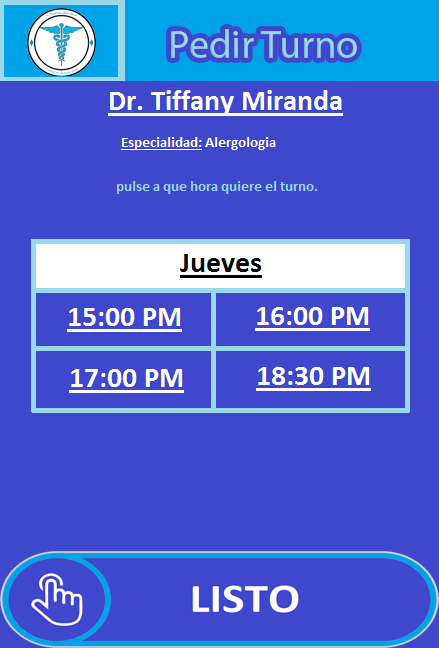 Pedir Turno
Dr. Tiffany Miranda
Especialidad: Alergologia
pulse a que hora quiere el turno.
Jueves
15:00 PM 16:00 PM
17:00 PM 18:30 PM
LISTO